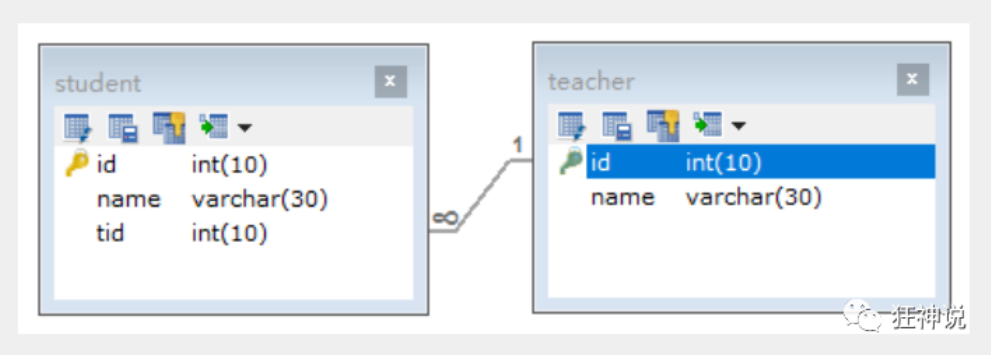 student
id int(10)
name varchar(30)
tid int(10)
∞
1
teacher
id int(10)
name varchar(30)
狂神说